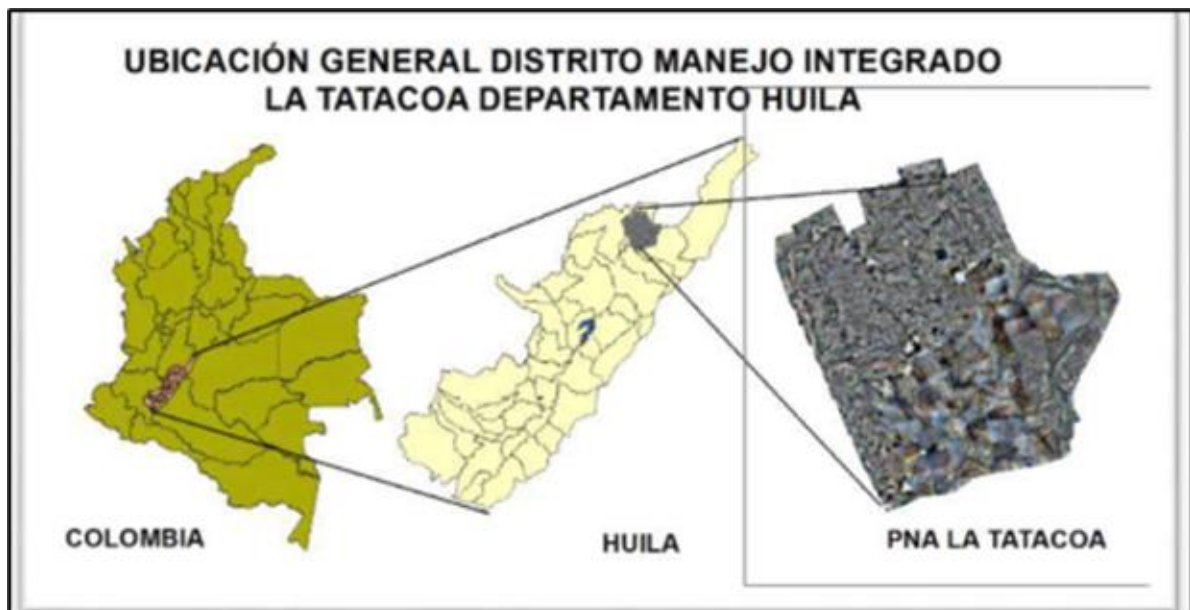 UBICACIÓN GENERAL DISTRITO MANEJO INTEGRADO
LA TATACOA DEPARTAMENTO HUILA
COLOMBIA
HUILA
PNA LA TATACOA